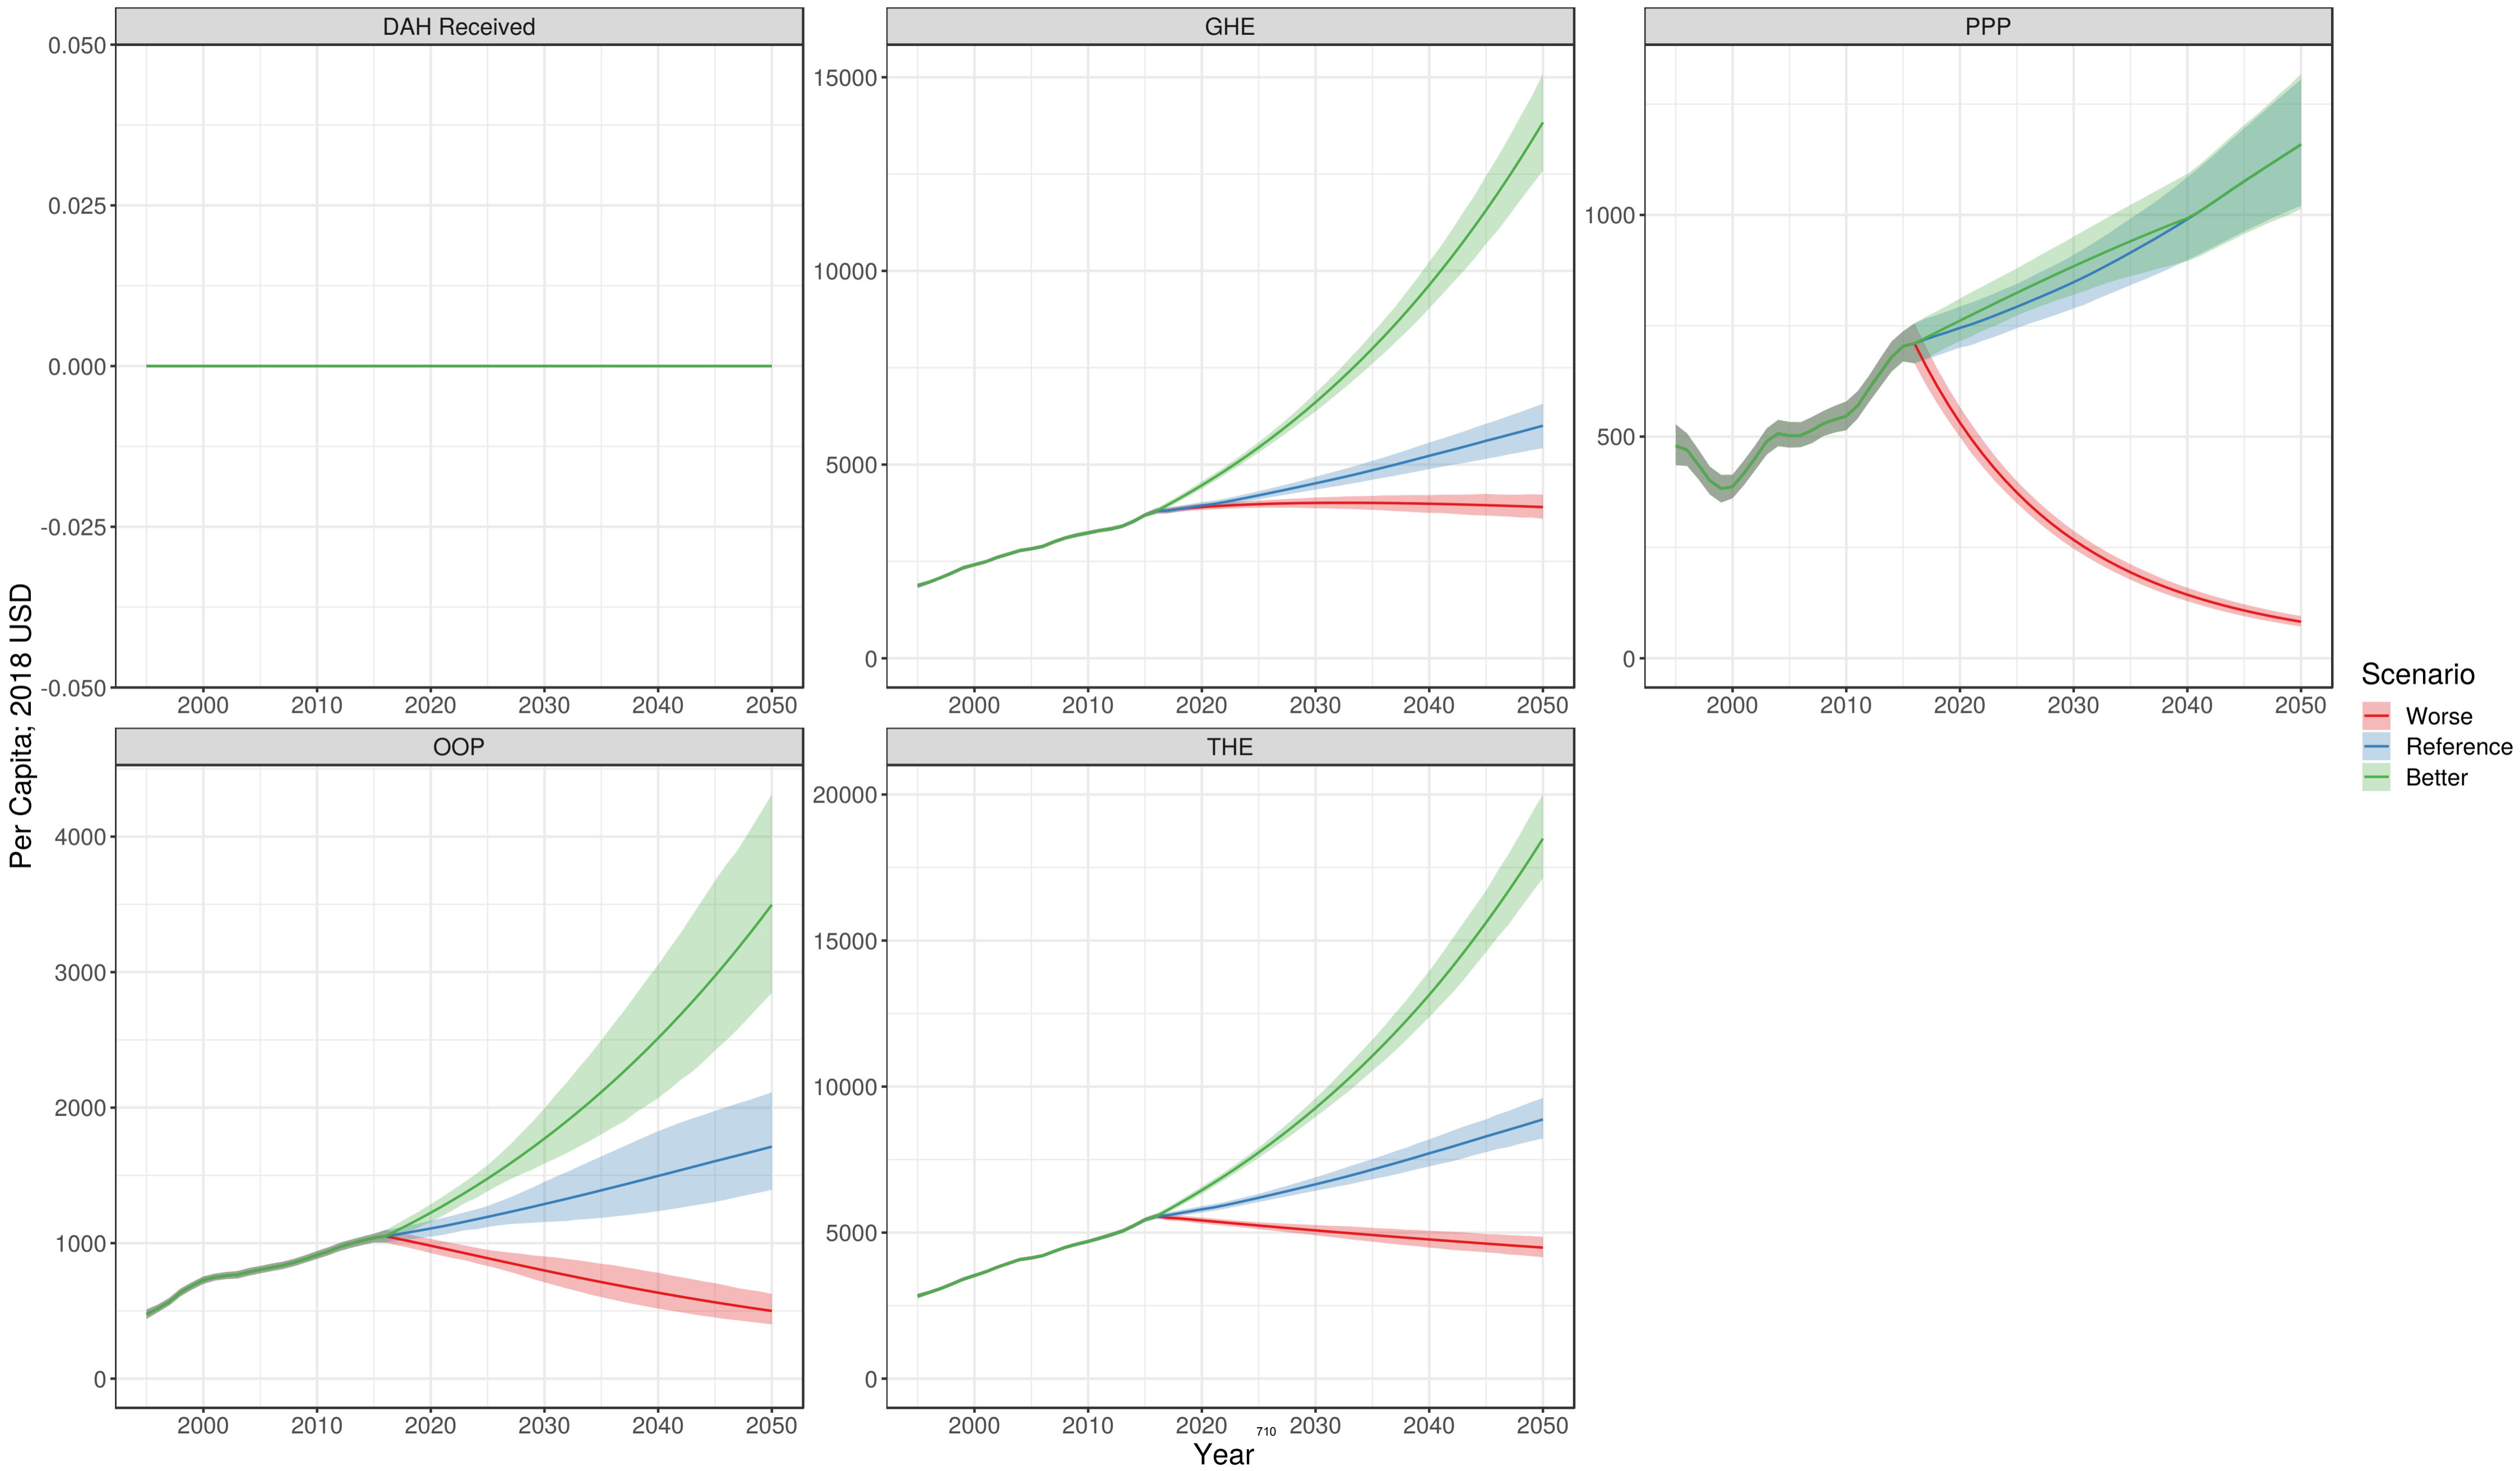 DAH Received
GHE
PPP
0.050
0.025
0.000
-0.025
-0.050
2000 2010 2020 2030 2040 2050
15000
10000
5000
0
2000 2010 2020 2030 2040 2050
1000
500
0
2000 2010 2020 2030 2040 2050
Per Capita; 2018 USD
OOP
THE
4000
3000
2000
1000
0
2000 2010 2020 2030 2040 2050
20000
15000
10000
5000
0
2000 2010 2020 2030 2040 2050
710
Year
Scenario
Worse
Reference
Better